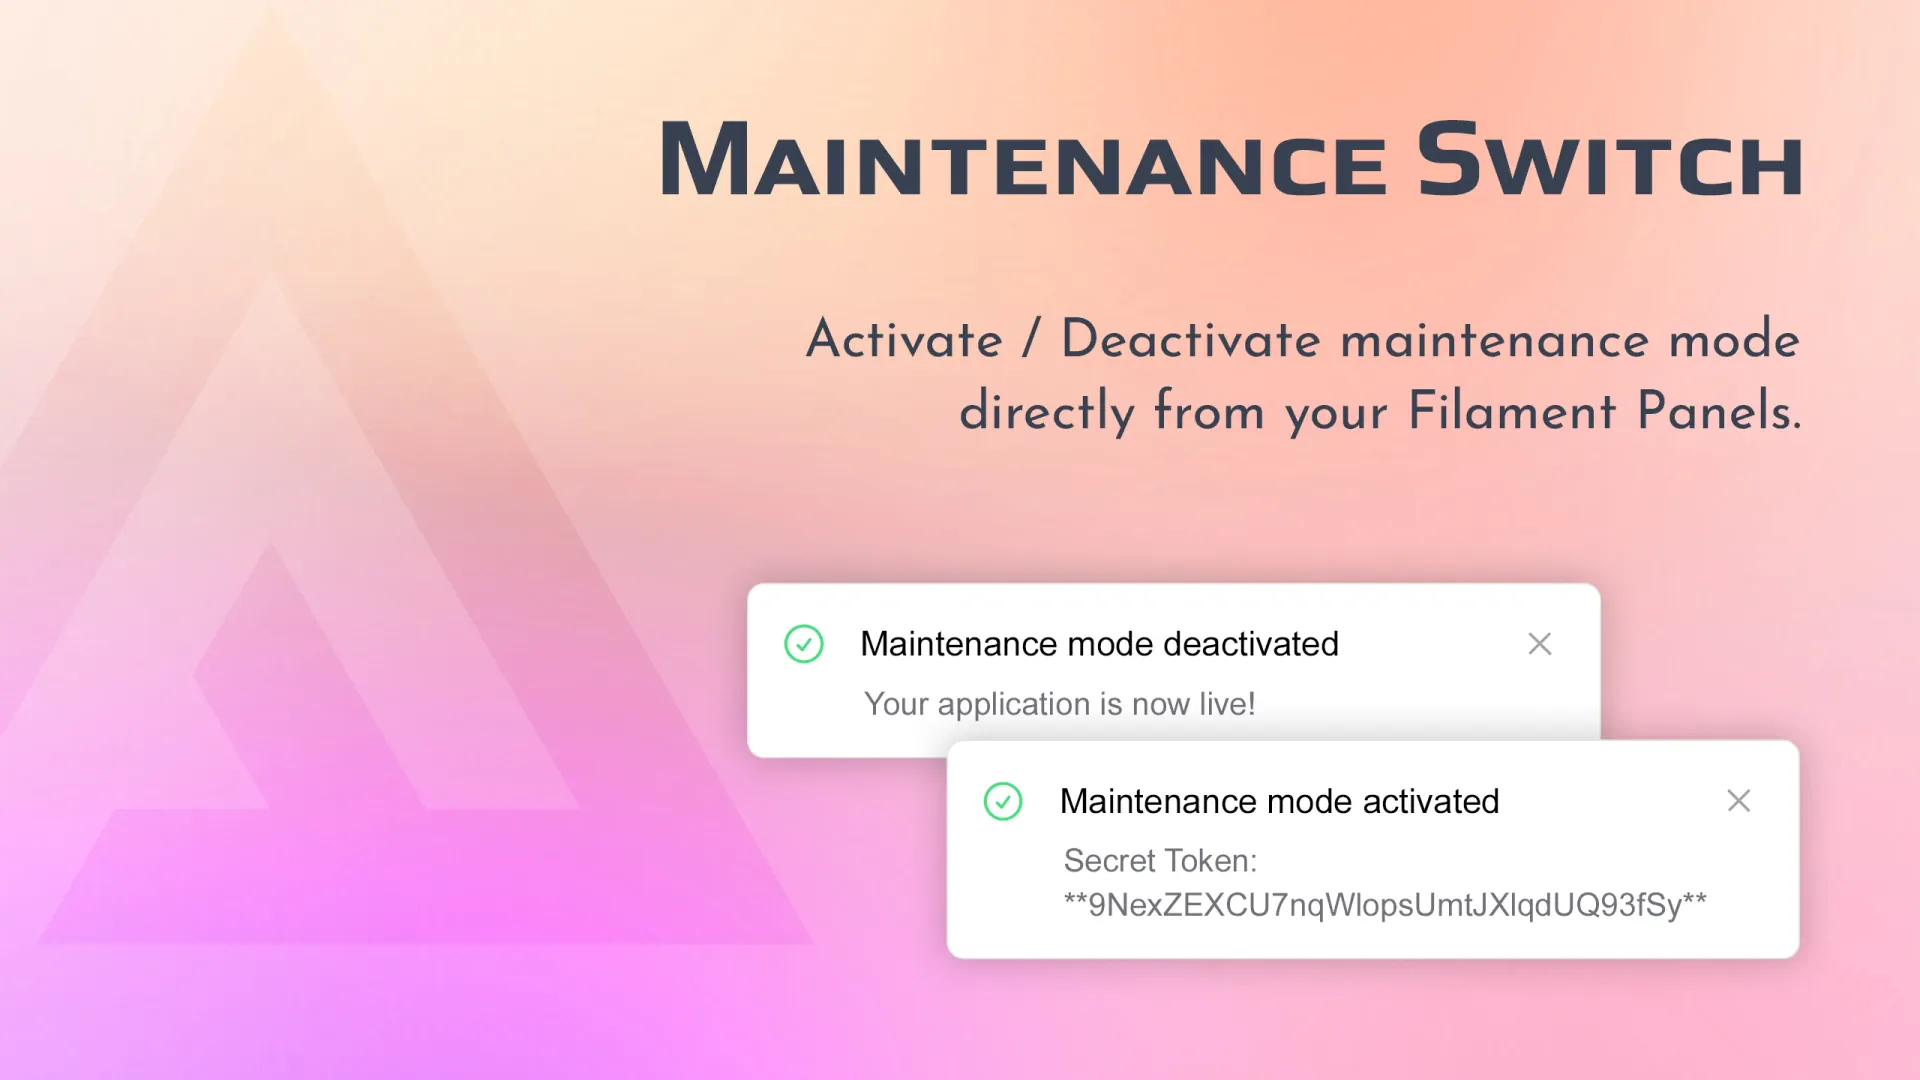 Maintenance Switch
Activate / Deactivate maintenance mode
directly from your Filament Panels.
Maintenance mode deactivated
Your application is now live!
Maintenance mode activated
Secret Token:
**9NexZEXCU7nqWlopsUmtJXlqdUQ93fSy**